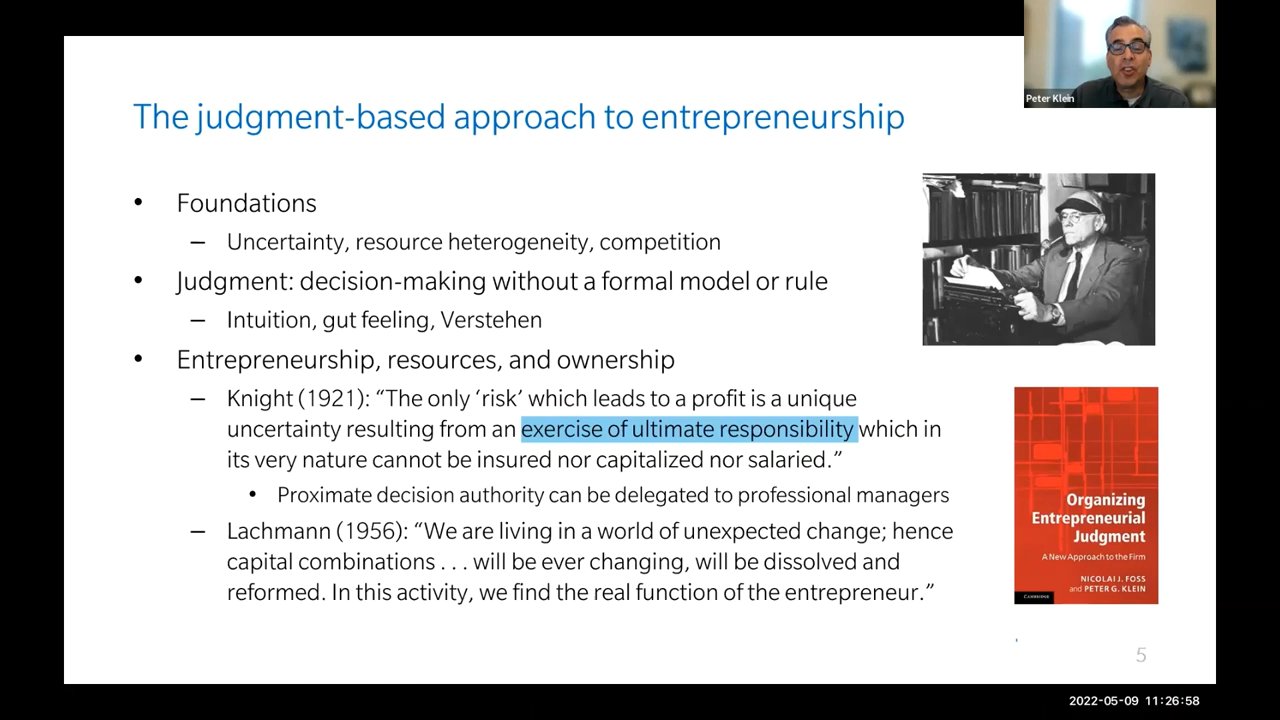 Peter Klein
The judgment-based approach to entrepreneurship
• Foundations
– Uncertainty, resource heterogeneity, competition
• Judgment: decision-making without a formal model or rule
– Intuition, gut feeling, Verstehen
• Entrepreneurship, resources, and ownership
– Knight (1921): “The only ‘risk’ which leads to a profit is a unique
uncertainty resulting from an exercise of ultimate responsibility which in
its very nature cannot be insured nor capitalized nor salaried.”
• Proximate decision authority can be delegated to professional managers
– Lachmann (1956): “We are living in a world of unexpected change; hence
capital combinations . . . will be ever changing, will be dissolved and
reformed. In this activity, we find the real function of the entrepreneur.”
Organizing
Entrepreneurial
Judgment
A New Approach to the Firm
NICOLAI J. FOSS
and PETER G. KLEIN
CAMBRIDGE
5
2022-05-09 11:26:58